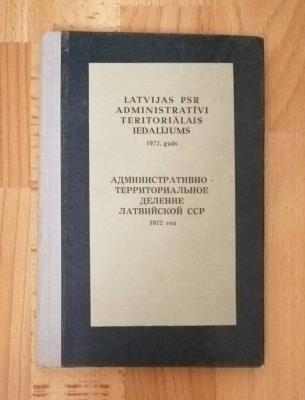 LATVIJAS PSR
ADMINISTRATĪVI
TERITORIĀLAIS
IEDALĪJUMS
1972. gads
АДМИНИСТРАТИВНО -
ТЕРРИТОРИАЛЬНОЕ
ДЕЛЕНИЕ
ЛАТВИЙСКОЙ ССР
1972 год